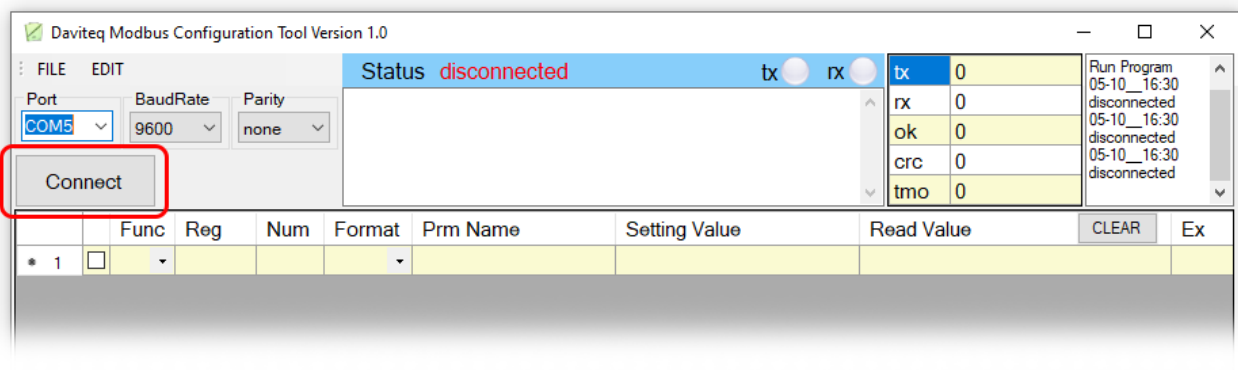 Daviteq Modbus Configuration Tool Version 1.0
FILE EDIT
Status disconnected tx rx
Port BaudRate Parity
COM5 9600 none
Connect
tx 0
rx 0
ok 0
crc 0
tmo 0
Run Program
05-10__16:30
disconnected
05-10__16:30
disconnected
05-10__16:30
disconnected
Func Reg Num Format Prm Name Setting Value Read Value CLEAR Ex
* 1